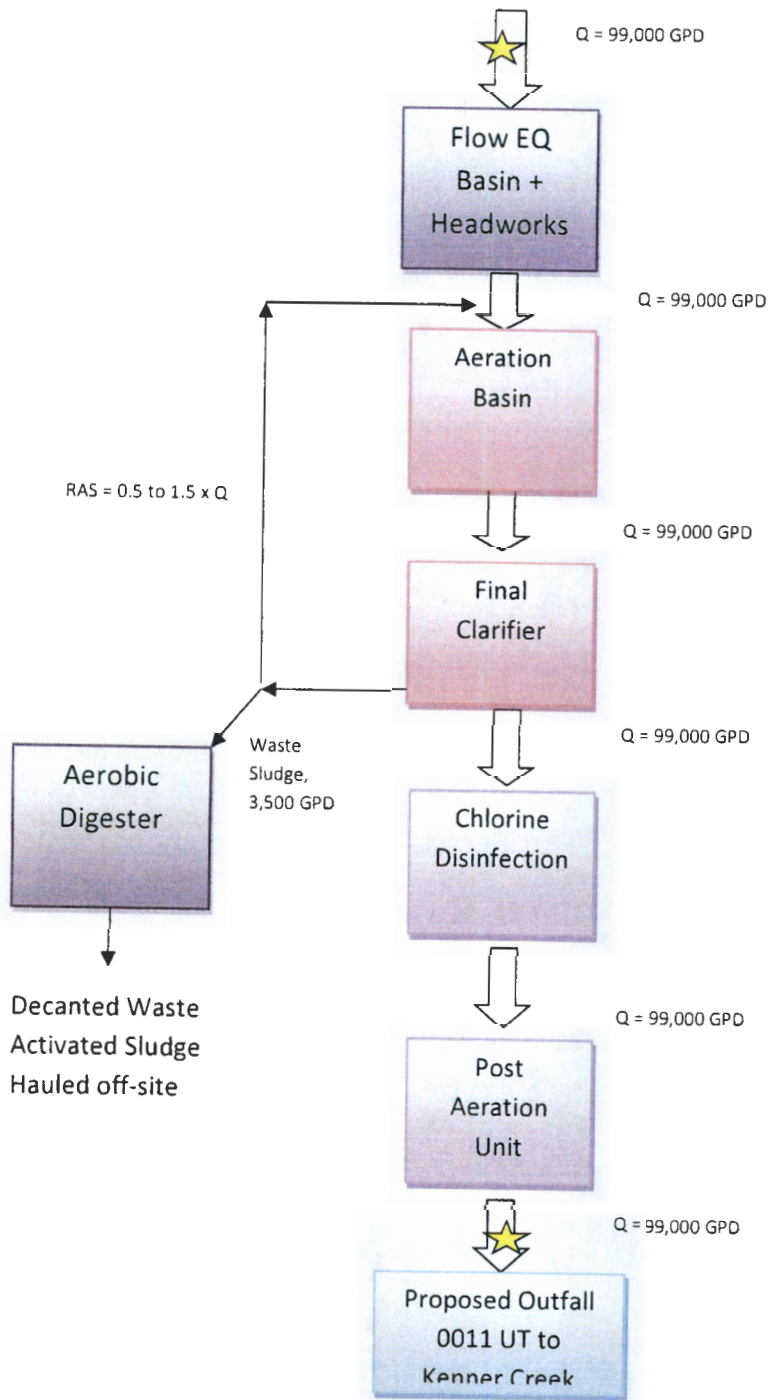 Q = 99,000 GPD
Flow EQ
Basin +
Headworks
Q = 99,000 GPD
Aeration
Basin
RAS = 0.5 to 1.5 x Q
Q = 99,000 GPD
Final
Clarifier
Q = 99,000 GPD
Waste
Sludge,
3,500 GPD
Aerobic
Digester
Chlorine
Disinfection
Decanted Waste
Activated Sludge
Hauled off-site
Q = 99,000 GPD
Post
Aeration
Unit
Q = 99,000 GPD
Proposed Outfall
0011 UT to
Kenner Creek